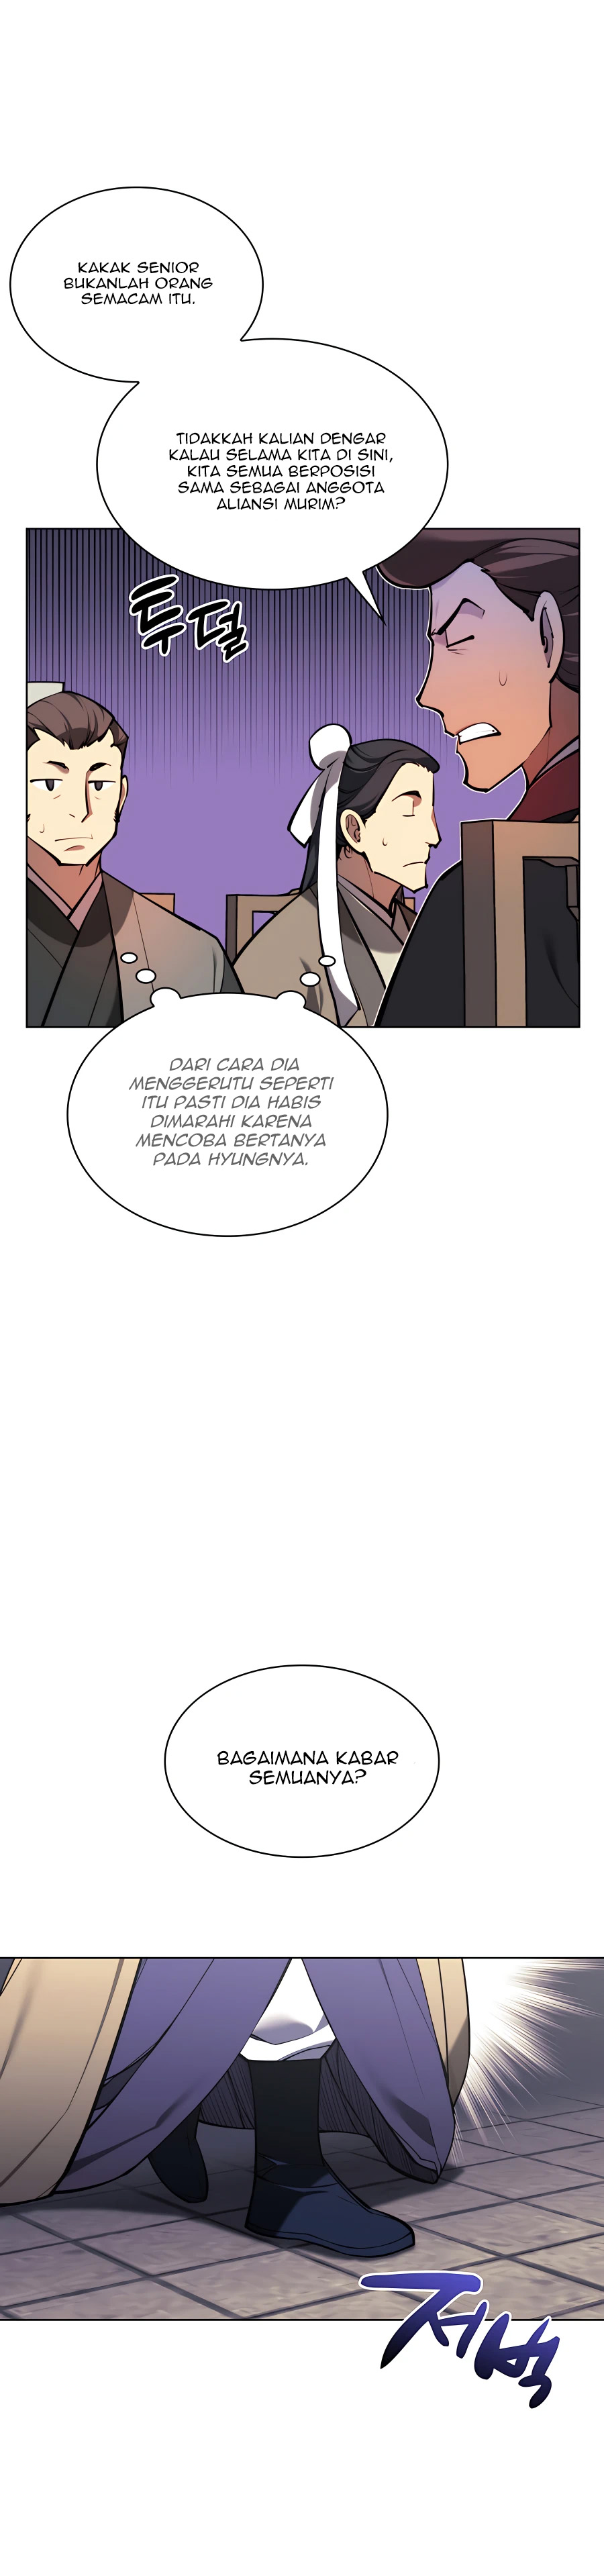 KAKAK SENIOR
BUKANLAH ORANG
SEMACAM ITU.
TIDAKKAH KALIAN DENGAR
KALAU SELAMA KITA DI SINI,
KITA SEMUA BERPOSISI
SAMA SEBAGAI ANGGOTA
ALIANSI MURIM?
투덜
DARI CARA DIA
MENGGERUTU SEPERTI
ITU PASTI DIA HABIS
DIMARAHI KARENA
MENCOBA BERTANYA
PADA HYUNGNYA.
BAGAIMANA KABAR
SEMUANYA?
저벅